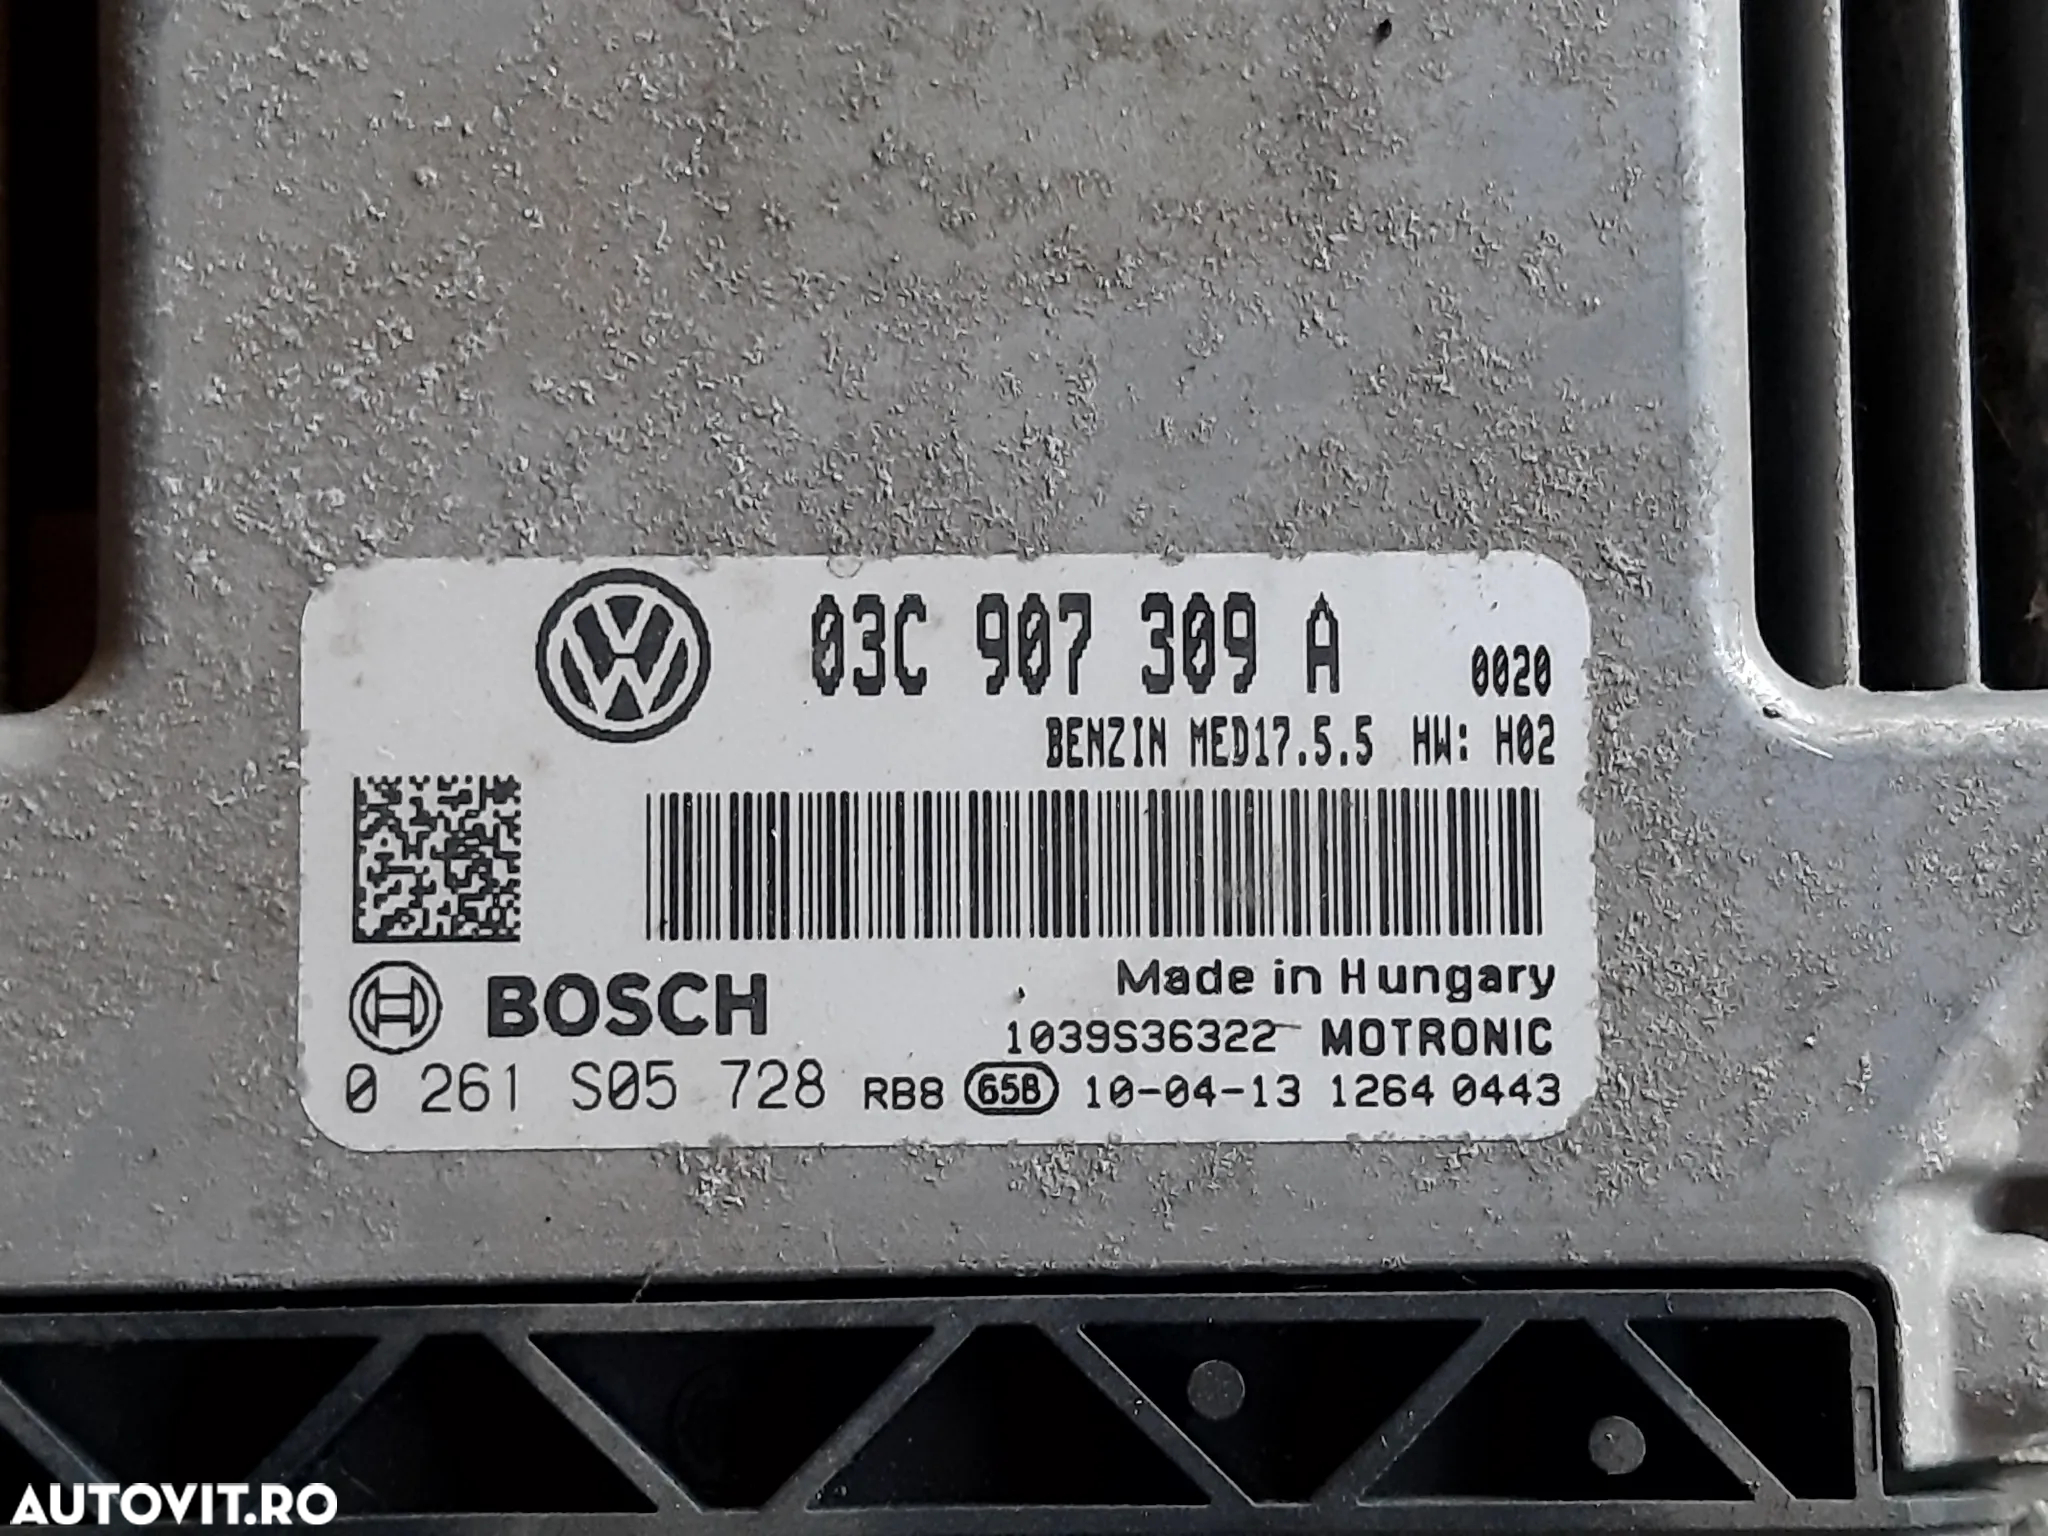 03C 907 309 A 0020
BENZIN MED17.5.5 HW: H02
BOSCH
Made in Hungary
1039S36322 MOTRONIC
0 261 S05 728 RB8 65B 10-04-13 1264 0443
AUTOVIT.RO